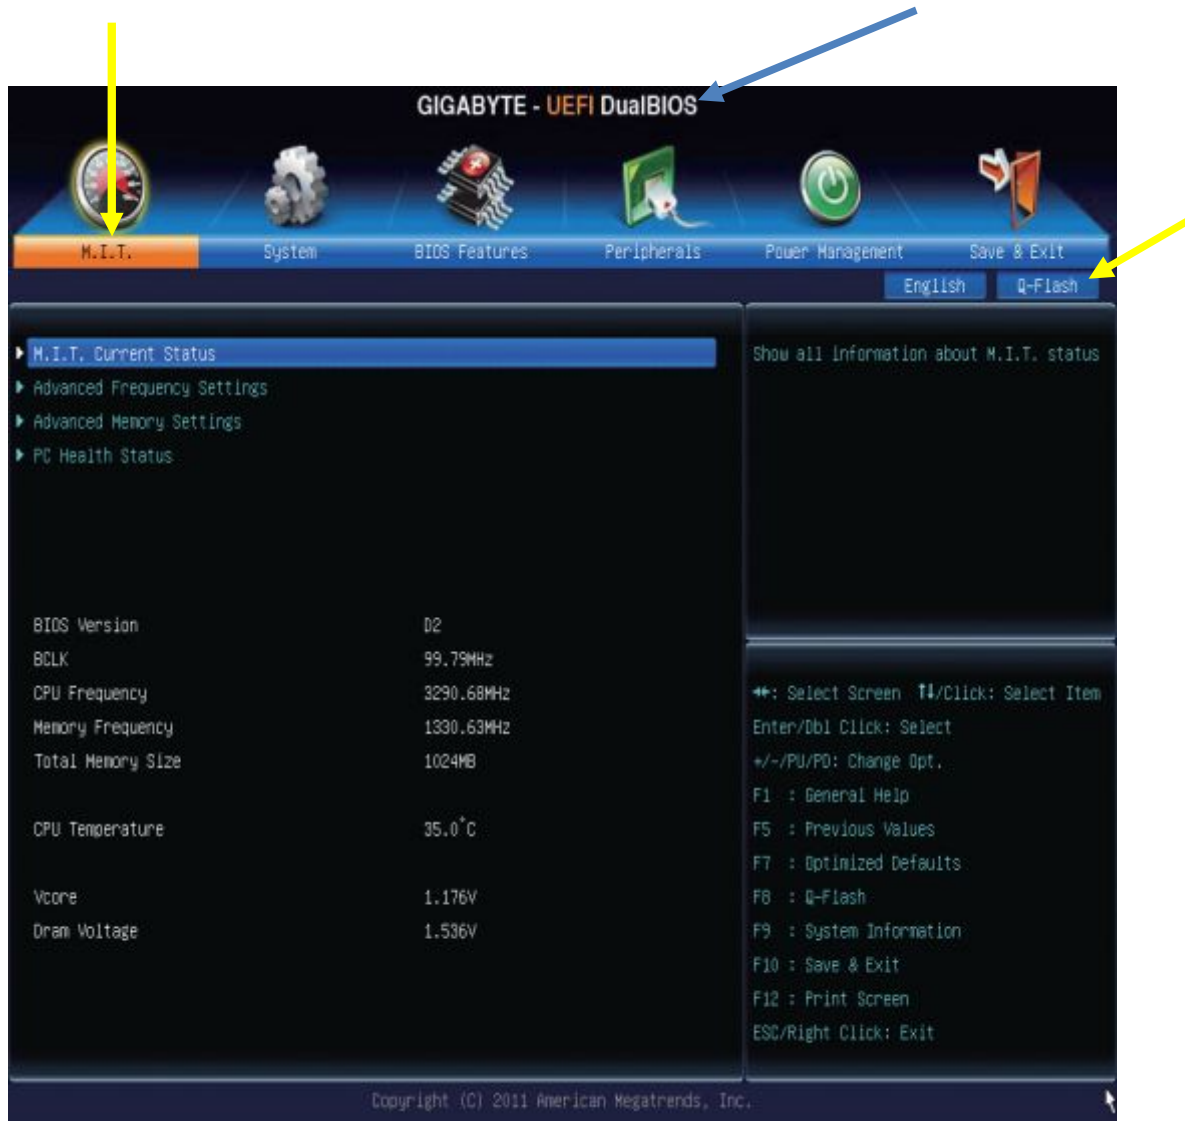 GIGABYTE - UEFI DualBIOS
M.I.T. System BIOS Features Peripherals Power Management Save & Exit
English Q-Flash
M.I.T. Current Status
Advanced Frequency Settings
Advanced Memory Settings
PC Health Status
Show all information about M.I.T. status
BIOS Version D2
BCLK 99.79MHz
CPU Frequency 3290.68MHz
Memory Frequency 1330.63MHz
Total Memory Size 1024MB
CPU Temperature 35.0°C
Vcore 1.176V
Dram Voltage 1.536V
→←: Select Screen ↑↓/Click: Select Item
Enter/Dbl Click: Select
+/-/PU/PD: Change Opt.
F1 : General Help
F5 : Previous Values
F7 : Optimized Defaults
F8 : Q-Flash
F9 : System Information
F10 : Save & Exit
F12 : Print Screen
ESC/Right Click: Exit
Copyright (C) 2011 American Megatrends, Inc.